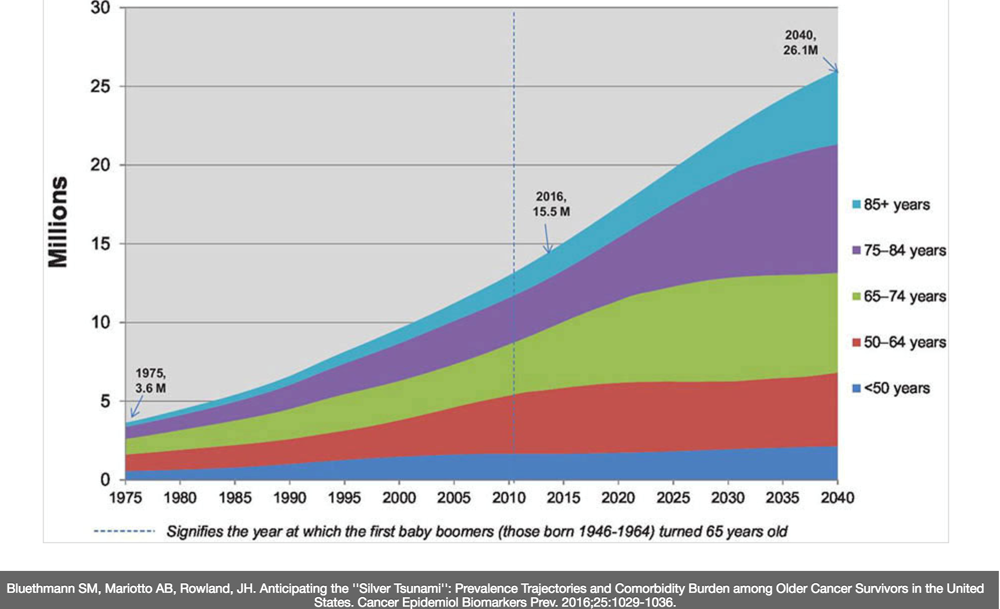 30
25
20
15
10
5
0
Millions
1975,
3.6 M
2016,
15.5 M
2040,
26.1M
85+ years
75–84 years
65–74 years
50–64 years
<50 years
1975 1980 1985 1990 1995 2000 2005 2010 2015 2020 2025 2030 2035 2040
Signifies the year at which the first baby boomers (those born 1946-1964) turned 65 years old
Bluethmann SM, Mariotto AB, Rowland, JH. Anticipating the ''Silver Tsunami'': Prevalence Trajectories and Comorbidity Burden among Older Cancer Survivors in the United
States. Cancer Epidemiol Biomarkers Prev. 2016;25:1029-1036.